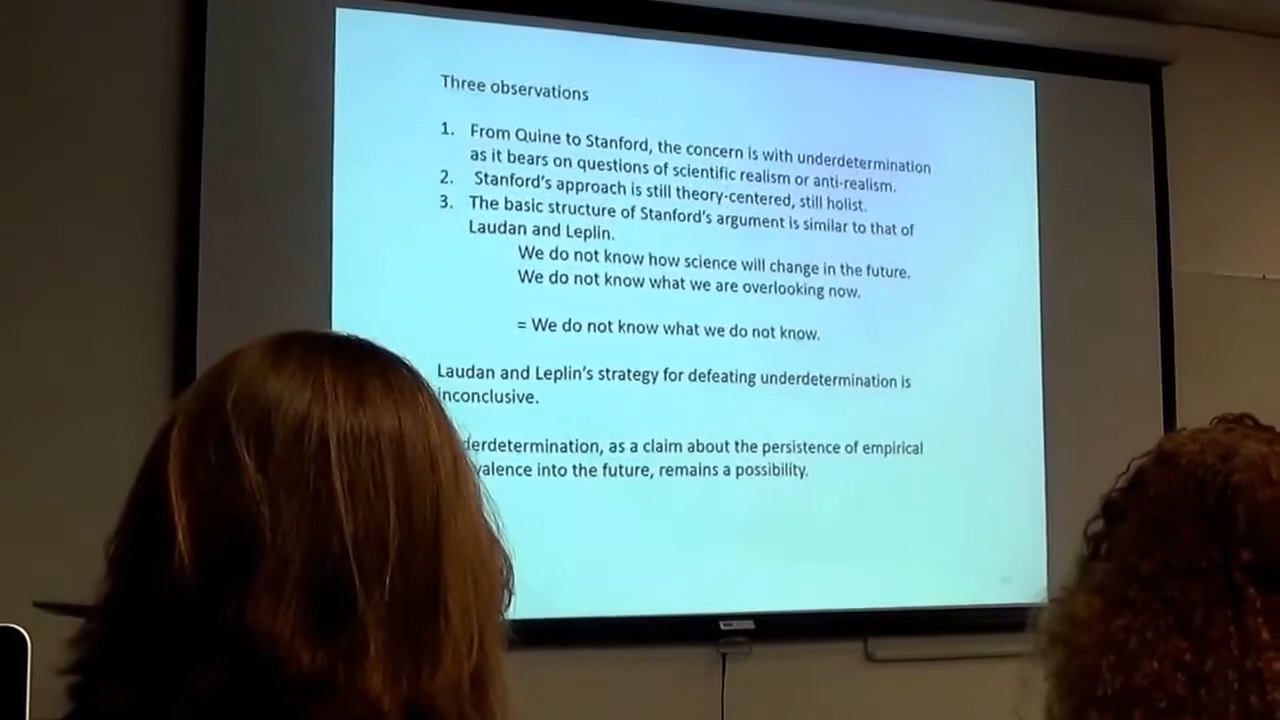 Three observations
1. From Quine to Stanford, the concern is with underdetermination
as it bears on questions of scientific realism or anti-realism.
2. Stanford's approach is still theory-centered, still holist.
3. The basic structure of Stanford's argument is similar to that of
Laudan and Leplin.
We do not know how science will change in the future.
We do not know what we are overlooking now.
= We do not know what we do not know.
Laudan and Leplin's strategy for defeating underdetermination is
inconclusive.
derdetermination, as a claim about the persistence of empirical
valence into the future, remains a possibility.